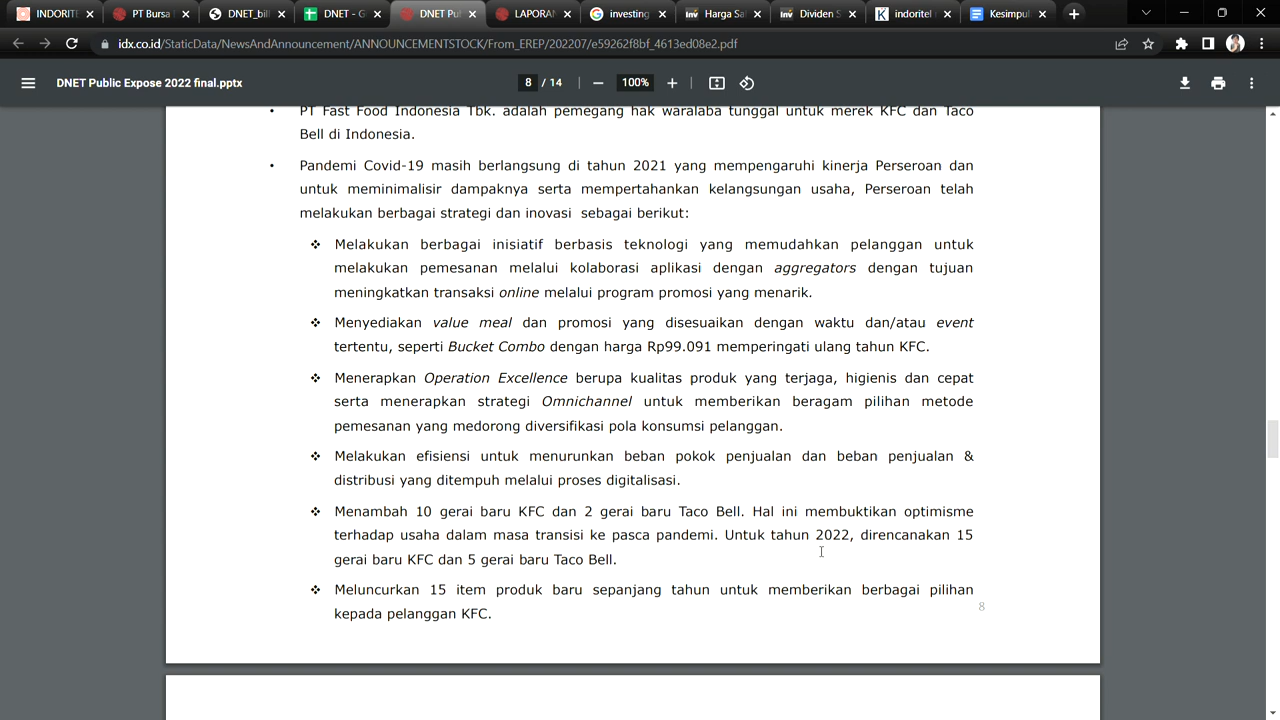 INDORITE
PT Bursa E
DNET_bil
DNET - G
DNET Pu
LAPORAN
investing
Harga Sa
Dividen S
indoritel
Kesimpul
idx.co.id/StaticData/NewsAndAnnouncement/ANNOUNCEMENTSTOCK/From_EREP/202207/e59262f8bf_4613ed08e2.pdf
DNET Public Expose 2022 final.pptx
8 / 14
100%
• PT Fast Food Indonesia Tbk. adalah pemegang hak waralaba tunggal untuk merek KFC dan Taco
Bell di Indonesia.
• Pandemi Covid-19 masih berlangsung di tahun 2021 yang mempengaruhi kinerja Perseroan dan
untuk meminimalisir dampaknya serta mempertahankan kelangsungan usaha, Perseroan telah
melakukan berbagai strategi dan inovasi sebagai berikut:
❖ Melakukan berbagai inisiatif berbasis teknologi yang memudahkan pelanggan untuk
melakukan pemesanan melalui kolaborasi aplikasi dengan aggregators dengan tujuan
meningkatkan transaksi online melalui program promosi yang menarik.
❖ Menyediakan value meal dan promosi yang disesuaikan dengan waktu dan/atau event
tertentu, seperti Bucket Combo dengan harga Rp99.091 memperingati ulang tahun KFC.
❖ Menerapkan Operation Excellence berupa kualitas produk yang terjaga, higienis dan cepat
serta menerapkan strategi Omnichannel untuk memberikan beragam pilihan metode
pemesanan yang medorong diversifikasi pola konsumsi pelanggan.
❖ Melakukan efisiensi untuk menurunkan beban pokok penjualan dan beban penjualan &
distribusi yang ditempuh melalui proses digitalisasi.
❖ Menambah 10 gerai baru KFC dan 2 gerai baru Taco Bell. Hal ini membuktikan optimisme
terhadap usaha dalam masa transisi ke pasca pandemi. Untuk tahun 2022, direncanakan 15
gerai baru KFC dan 5 gerai baru Taco Bell.
❖ Meluncurkan 15 item produk baru sepanjang tahun untuk memberikan berbagai pilihan
kepada pelanggan KFC.
8